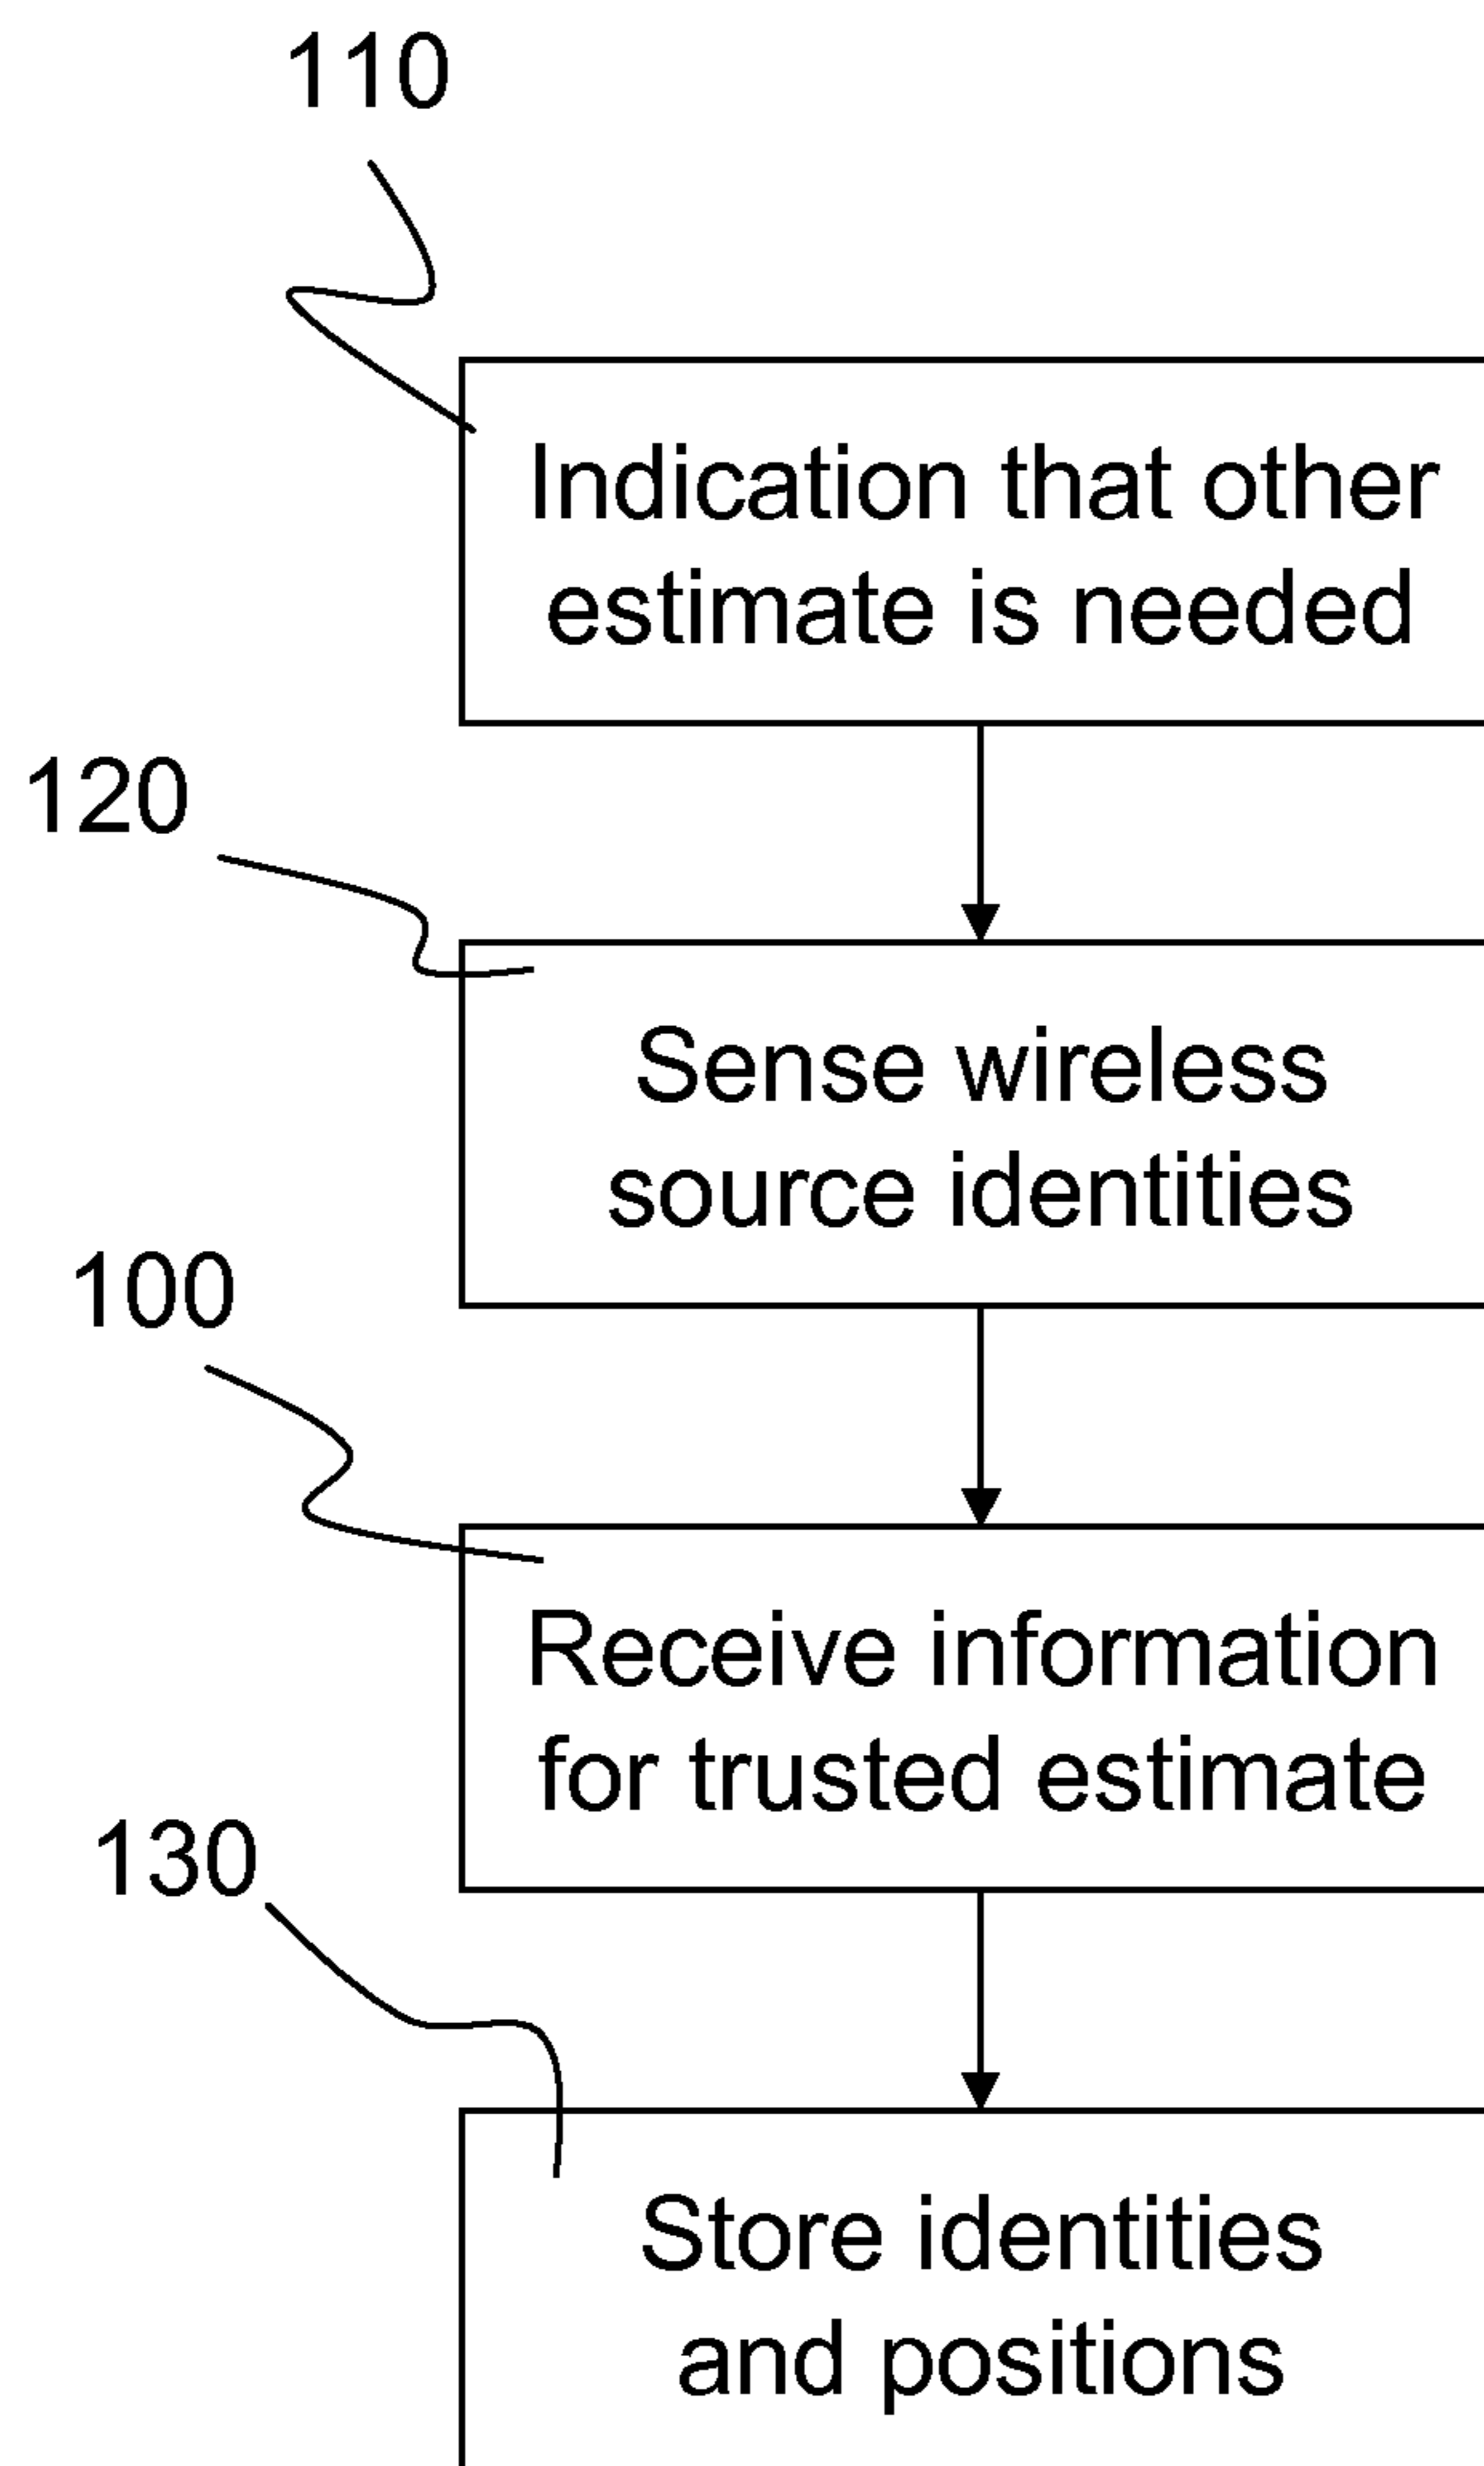 110
Indication that other
estimate is needed
120
Sense wireless
source identities
100
Receive information
for trusted estimate
130
Store identities
and positions